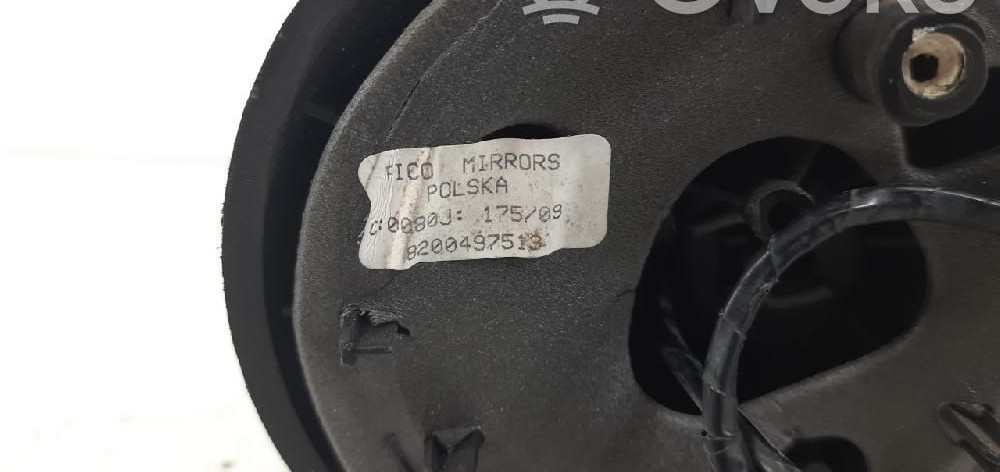 FICO MIRRORS
POLSKA
C:0080J: 175/09
8200497513